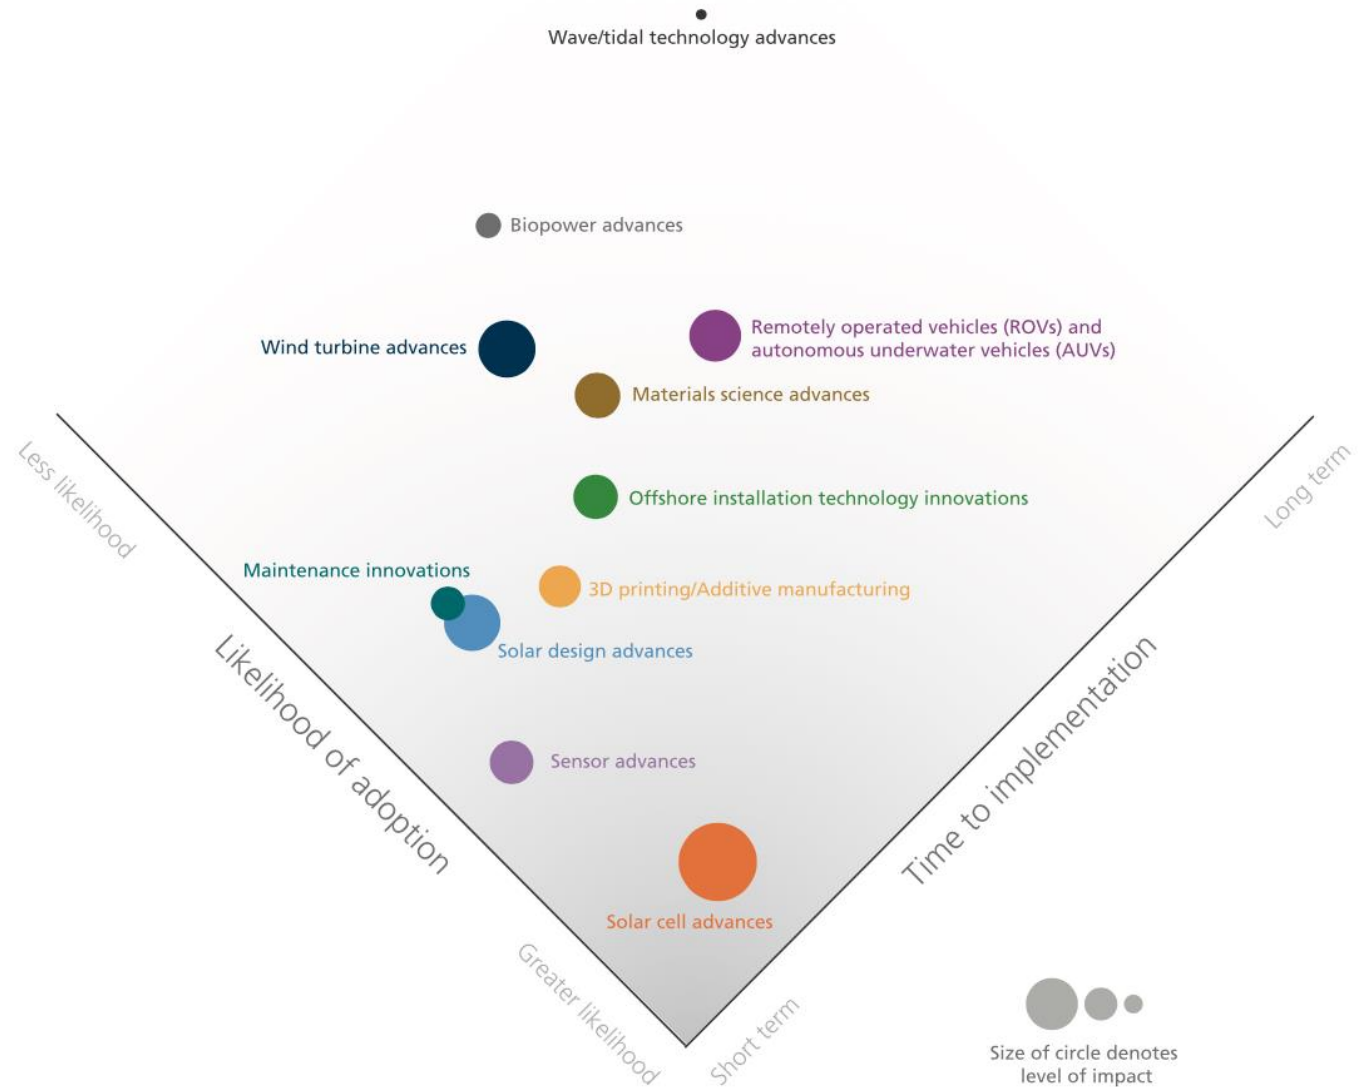 Wave/tidal technology advances
Biopower advances
Remotely operated vehicles (ROVs) and
autonomous underwater vehicles (AUVs)
Wind turbine advances
Materials science advances
Less likelihood
Long term
Offshore installation technology innovations
Maintenance innovations
3D printing/Additive manufacturing
Solar design advances
Likelihood of adoption
Time to implementation
Sensor advances
Solar cell advances
Greater likelihood
Short term
Size of circle denotes
level of impact